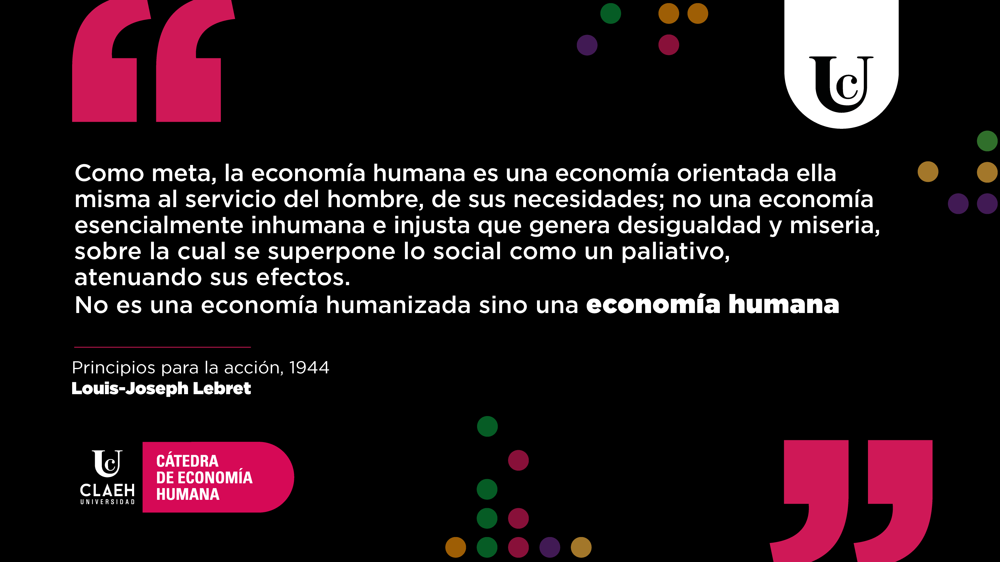 UC
Como meta, la economía humana es una economía orientada ella
misma al servicio del hombre, de sus necesidades; no una economía
esencialmente inhumana e injusta que genera desigualdad y miseria,
sobre la cual se superpone lo social como un paliativo,
atenuando sus efectos.
No es una economía humanizada sino una economía humana
Principios para la acción, 1944
Louis-Joseph Lebret
UC
CLAEH
UNIVERSIDAD
CÁTEDRA
DE ECONOMÍA
HUMANA